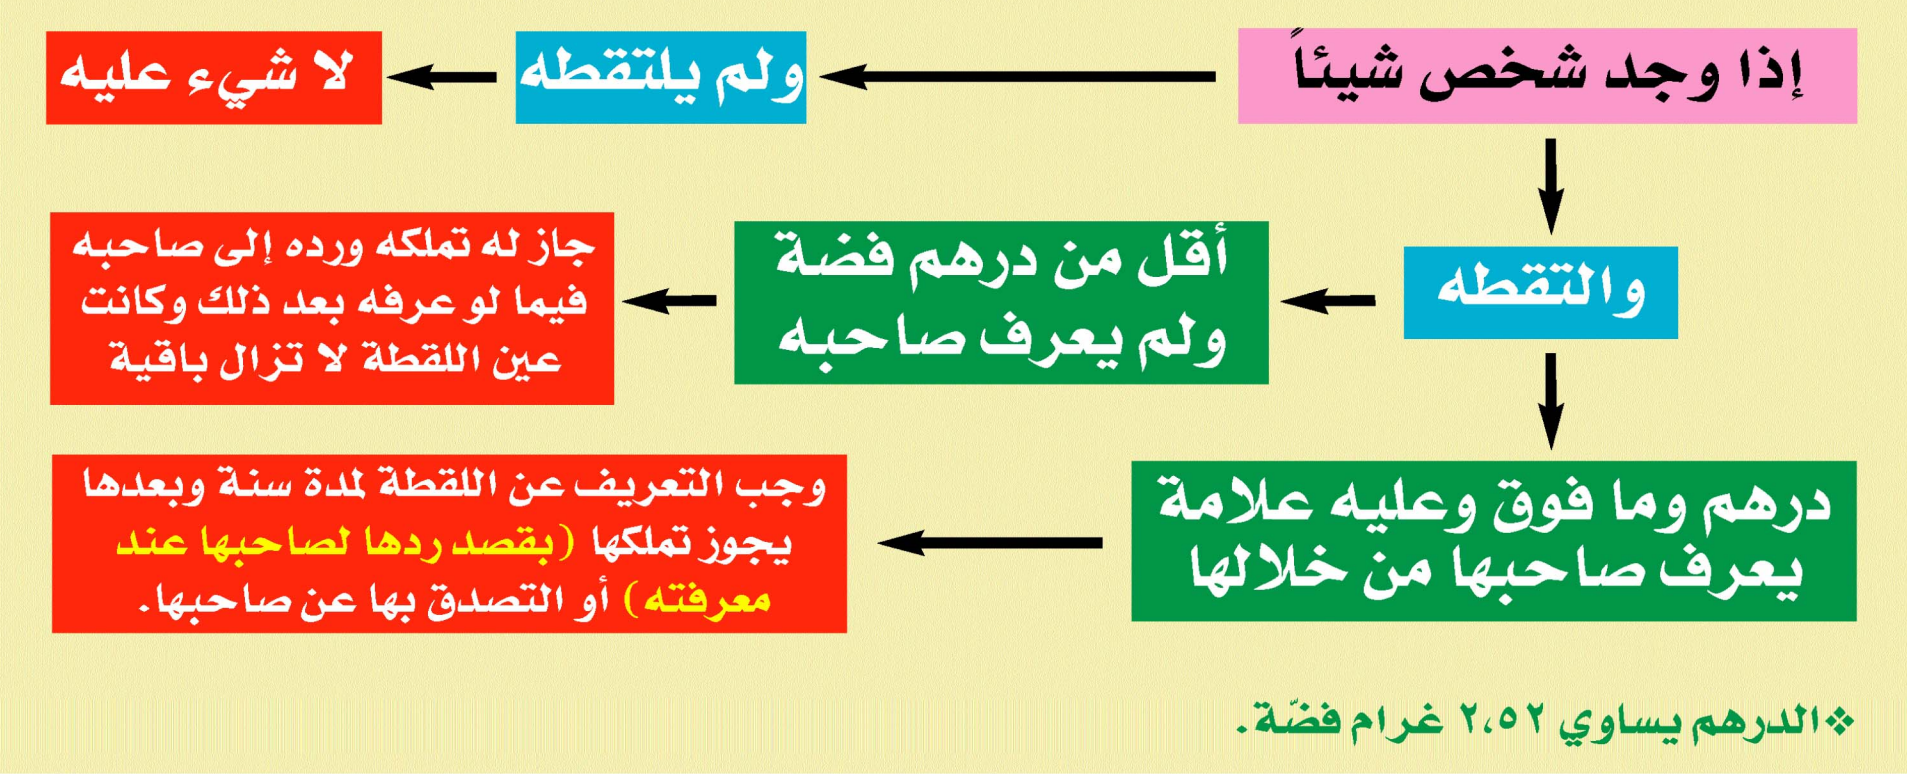 إذا وجد شخص شيئاً
ولم يلتقطه
لا شيء عليه
والتقطه
أقل من درهم فضة
ولم يعرف صاحبه
جاز له تملكه ورده إلى صاحبه
فيما لو عرفه بعد ذلك وكانت
عين اللقطة لا تزال باقية
درهم وما فوق وعليه علامة
يعرف صاحبها من خلالها
وجب التعريف عن اللقطة لمدة سنة وبعدها
يجوز تملكها (بقصد ردها لصاحبها عند
معرفته) أو التصدق بها عن صاحبها.
❖الدرهم يساوي ٢،٥٢ غرام فضّة.